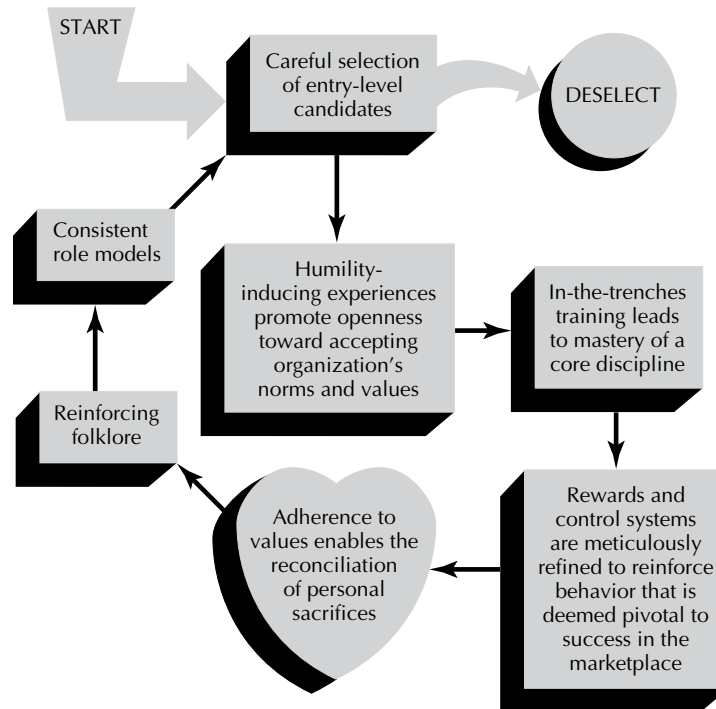 START
Careful selection
of entry-level
candidates
DESELECT
Humility-
inducing experiences
promote openness
toward accepting
organization's
norms and values
In-the-trenches
training leads
to mastery of a
core discipline
Rewards and
control systems
are meticulously
refined to reinforce
behavior that is
deemed pivotal to
success in the
marketplace
Adherence to
values enables the
reconciliation
of personal
sacrifices
Reinforcing
folklore
Consistent
role models